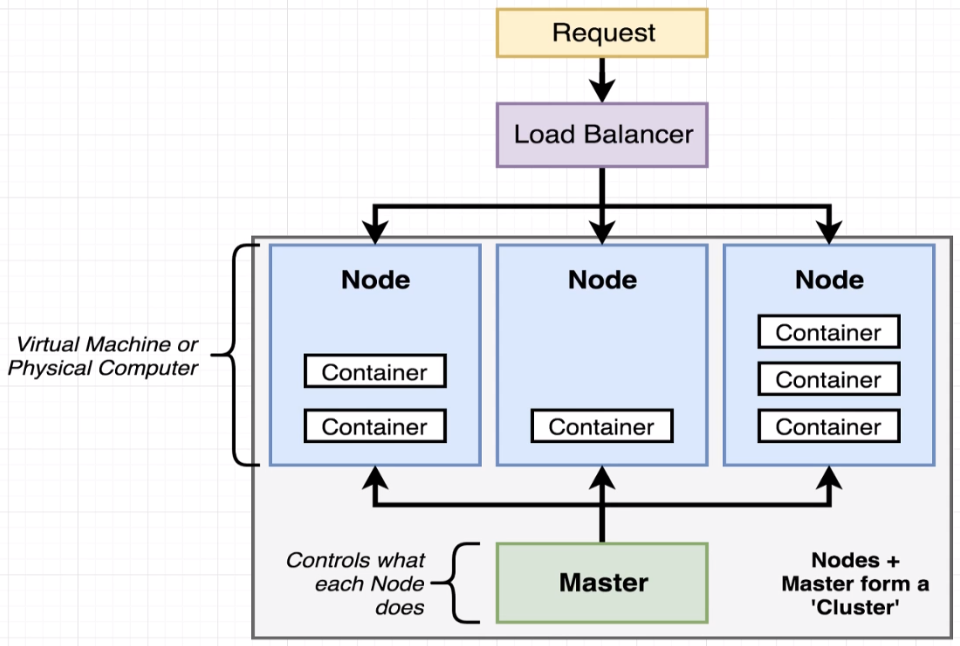 Request
Load Balancer
Node
Node
Node
Virtual Machine or
Physical Computer
Container
Container
Container
Container
Container
Container
Controls what
each Node
does
Master
Nodes +
Master form a
'Cluster'